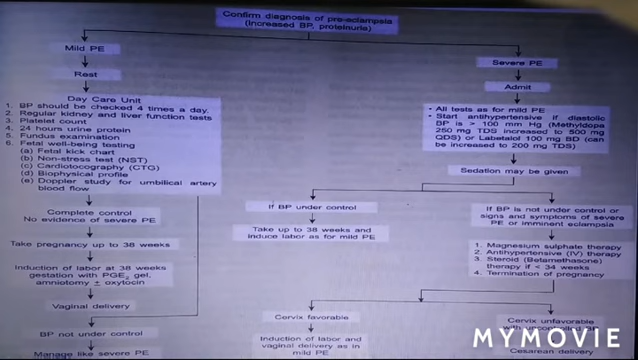 Confirm diagnosis of pre-eclampsia
(Increased BP, proteinuria)
Mild PE
Rest
Day Care Unit
1. BP should be checked 4 times a day.
2. Regular kidney and liver function tests
3. Platelet count
4. 24 hours urine protein
5. Fundus examination
6. Fetal well-being testing
(a) Fetal kick chart
(b) Non-stress test (NST)
(c) Cardiotocography (CTG)
(d) Biophysical profile
(e) Doppler study for umbilical artery
blood flow
Complete control
No evidence of severe PE
Take pregnancy up to 38 weeks
Induction of labor at 38 weeks
gestation with PGE₂ gel,
amniotomy ± oxytocin
Vaginal delivery
BP not under control
Manage like severe PE
Severe PE
Admit
• All tests as for mild PE
• Start antihypertensive if diastolic
BP is > 100 mm Hg (Methyldopa
250 mg TDS increased to 500 mg
QDS) or Labetalol 100 mg BD (can
be increased to 200 mg TDS)
Sedation may be given
If BP under control
Take up to 38 weeks and
induce labor as for mild PE
If BP is not under control or
signs and symptoms of severe
PE or imminent eclampsia
1. Magnesium sulphate therapy
2. Antihypertensive (IV) therapy
3. Steroid (Betamethasone)
therapy if < 34 weeks
4. Termination of pregnancy
Cervix favorable
Induction of labor and
vaginal delivery as in
mild PE
Cervix unfavorable
with uncontrolled BP
Cesarean delivery
MYMOVIE